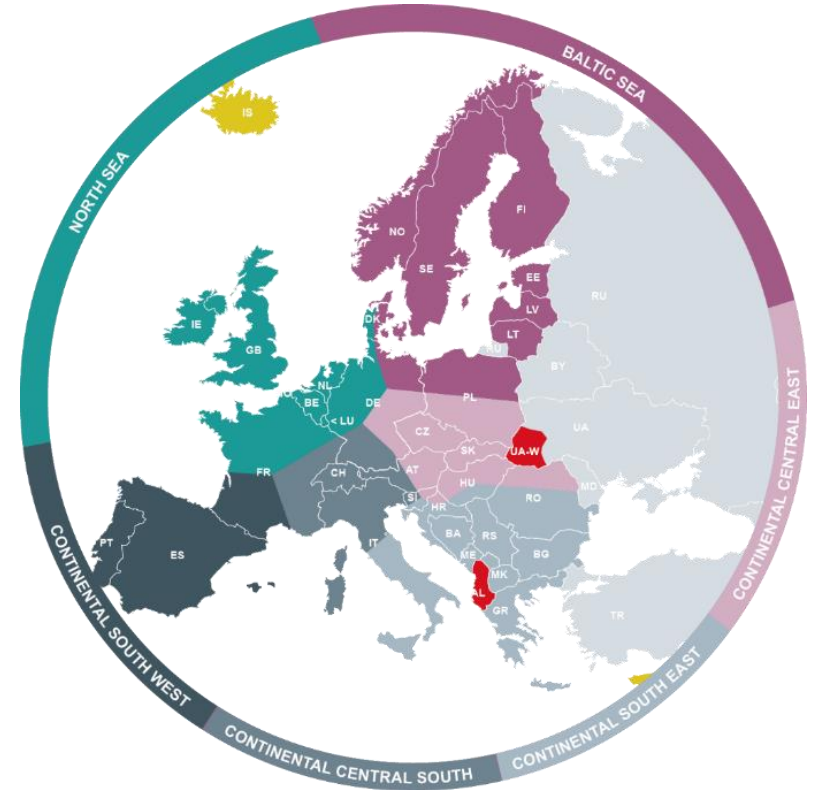 BALTIC SEA
IS
NORTH SEA
FI
NO
SE
EE
RU
LV
DK
IE
LT
RU
GB
BY
NL
BE
DE
PL
< LU
CZ
UA
SK
UA-W
AT
FR
CH
HU
MD
SI
RO
HR
CONTINENTAL CENTRAL EAST
BA
RS
PT
ES
IT
ME
BG
MK
AL
GR
TR
CONTINENTAL SOUTH WEST
CONTINENTAL SOUTH EAST
CONTINENTAL CENTRAL SOUTH